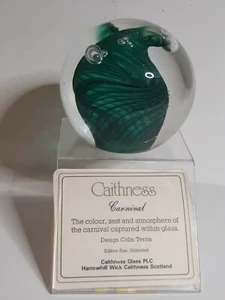 Caithness
Carnival
The colour, zest and atmosphere of
the carnival captured within glass.
Design Colin Terris
Edition Size: Unlimited
Caithness Glass PLC
Harrowhill Wick Caithness Scotland